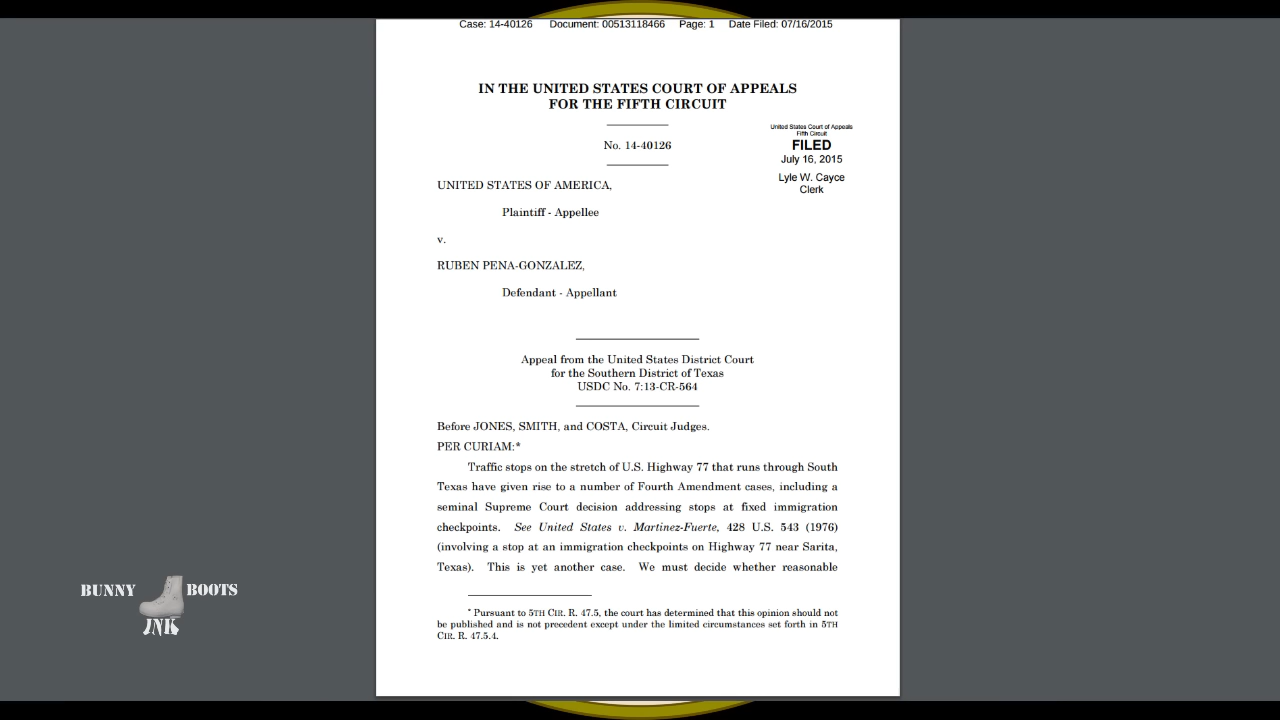 Case: 14-40126 Document: 00513118466 Page: 1 Date Filed: 07/16/2015
IN THE UNITED STATES COURT OF APPEALS
FOR THE FIFTH CIRCUIT
No. 14-40126
United States Court of Appeals
Fifth Circuit
FILED
July 16, 2015
Lyle W. Cayce
Clerk
UNITED STATES OF AMERICA,
Plaintiff - Appellee
v.
RUBEN PENA-GONZALEZ,
Defendant - Appellant
Appeal from the United States District Court
for the Southern District of Texas
USDC No. 7:13-CR-564
Before JONES, SMITH, and COSTA, Circuit Judges.
PER CURIAM:*
Traffic stops on the stretch of U.S. Highway 77 that runs through South
Texas have given rise to a number of Fourth Amendment cases, including a
seminal Supreme Court decision addressing stops at fixed immigration
checkpoints. See United States v. Martinez-Fuerte, 428 U.S. 543 (1976)
(involving a stop at an immigration checkpoints on Highway 77 near Sarita,
Texas). This is yet another case. We must decide whether reasonable
* Pursuant to 5TH CIR. R. 47.5, the court has determined that this opinion should not
be published and is not precedent except under the limited circumstances set forth in 5TH
CIR. R. 47.5.4.
BUNNY BOOTS
INK